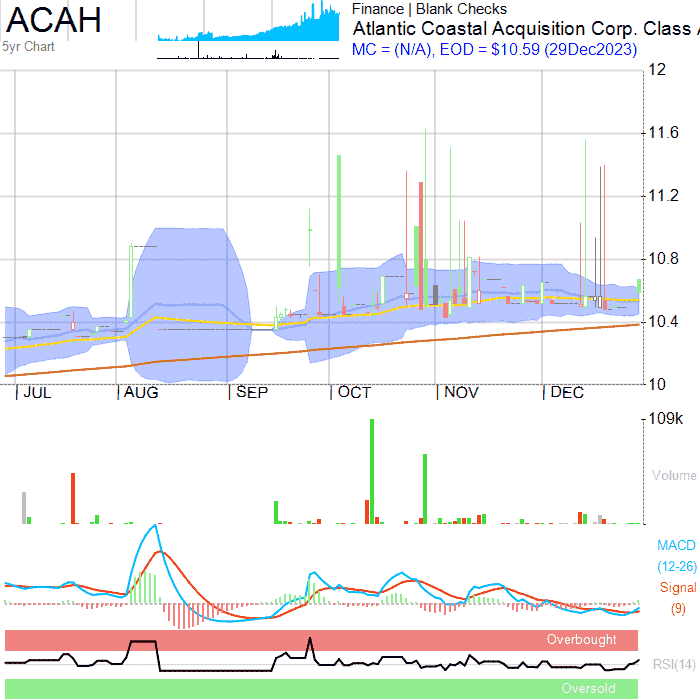 ACAH
5yr Chart
Finance | Blank Checks
Atlantic Coastal Acquisition Corp. Class A
MC = (N/A), EOD = $10.59 (29Dec2023)
12
11.6
11.2
10.8
10.4
10
JUL AUG SEP OCT NOV DEC
109k
Volume
MACD
(12-26)
Signal
(9)
Overbought
RSI(14)
Oversold